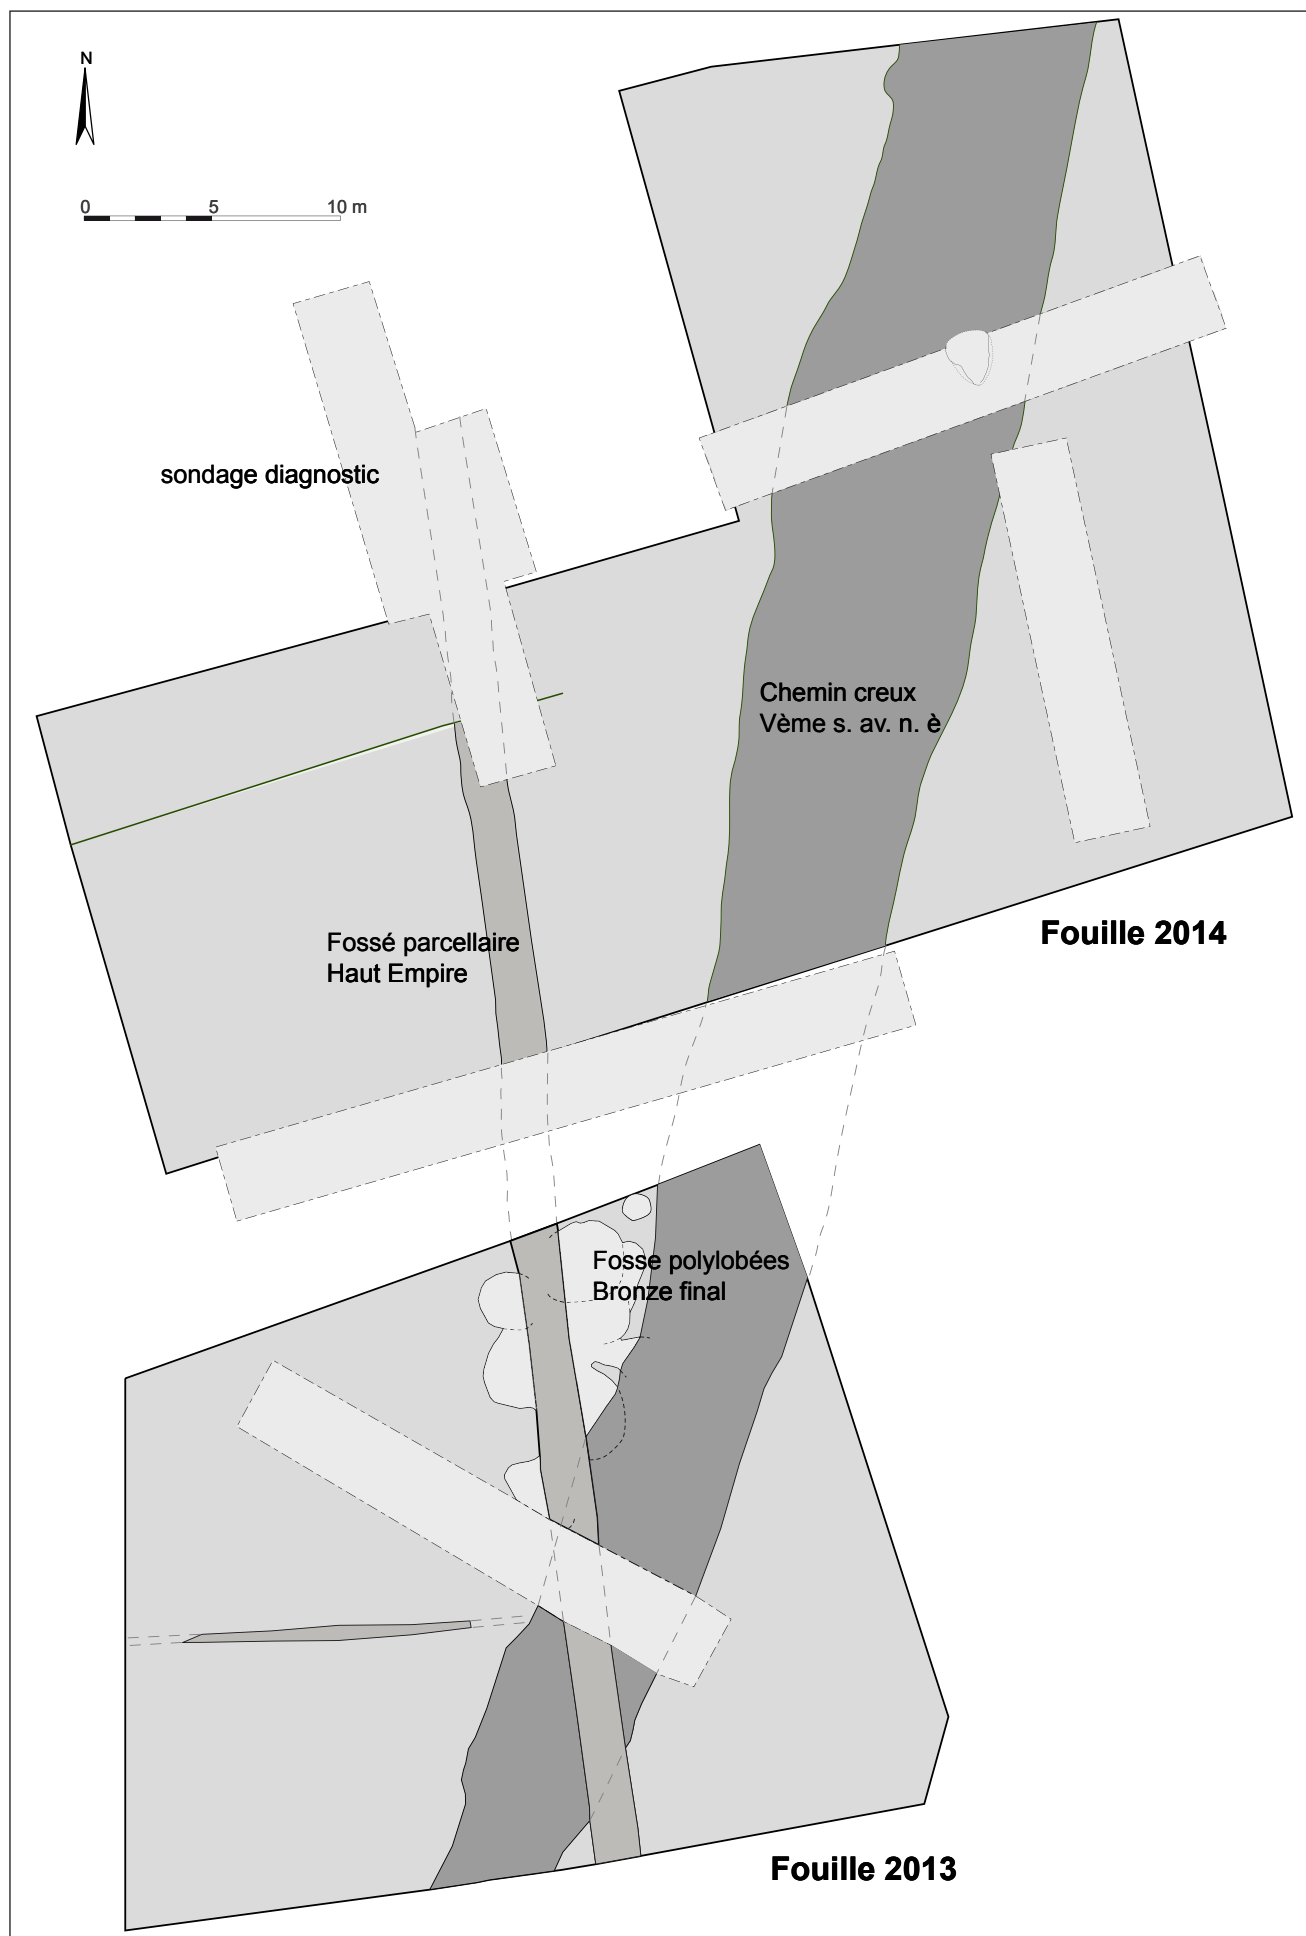 N
0 5 10 m
sondage diagnostic
Chemin creux
Vème s. av. n. è
Fossé parcellaire
Haut Empire
Fouille 2014
Fosse polylobées
Bronze final
Fouille 2013